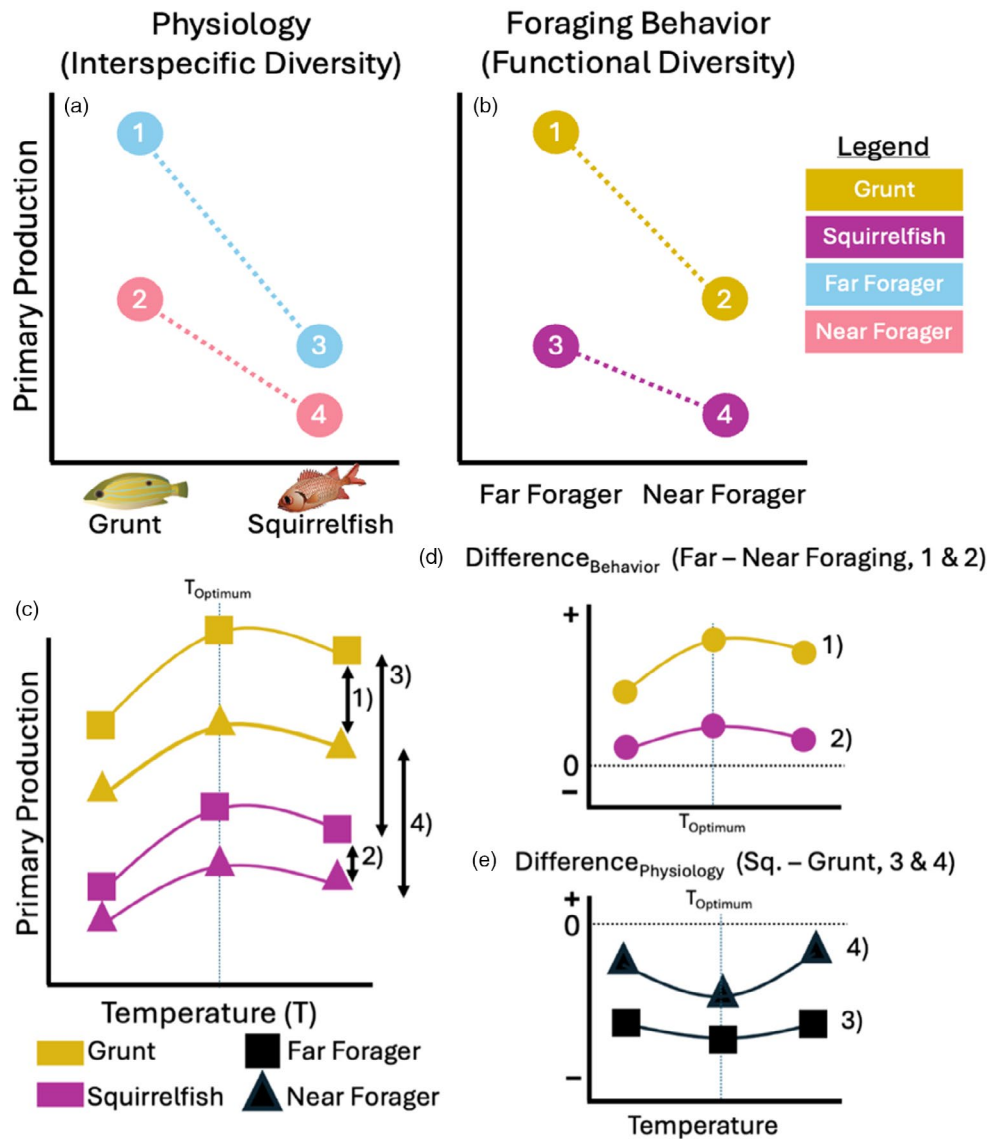 Physiology
(Interspecific Diversity)
Foraging Behavior
(Functional Diversity)
(a)
1
2
3
4
Primary Production
Grunt
Squirrelfish
(b)
1
2
3
4
Far Forager
Near Forager
Legend
Grunt
Squirrelfish
Far Forager
Near Forager
(c)
TOptimum
1)
3)
4)
2)
Primary Production
Temperature (T)
Grunt
Far Forager
Squirrelfish
Near Forager
(d) DifferenceBehavior (Far – Near Foraging, 1 & 2)
+
1)
2)
0
–
TOptimum
(e) DifferencePhysiology (Sq. – Grunt, 3 & 4)
TOptimum
+
0
4)
3)
–
Temperature